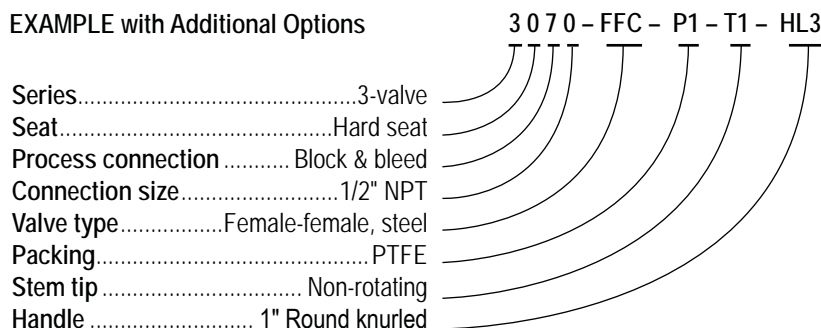 EXAMPLE with Additional Options 3 0 7 0 – FFC – P1 – T1 – HL3
Series............................................3-valve
Seat...........................................Hard seat
Process connection ........... Block & bleed
Connection size.........................1/2" NPT
Valve type.................Female-female, steel
Packing...........................................PTFE
Stem tip ................................ Non-rotating
Handle .......................... 1" Round knurled